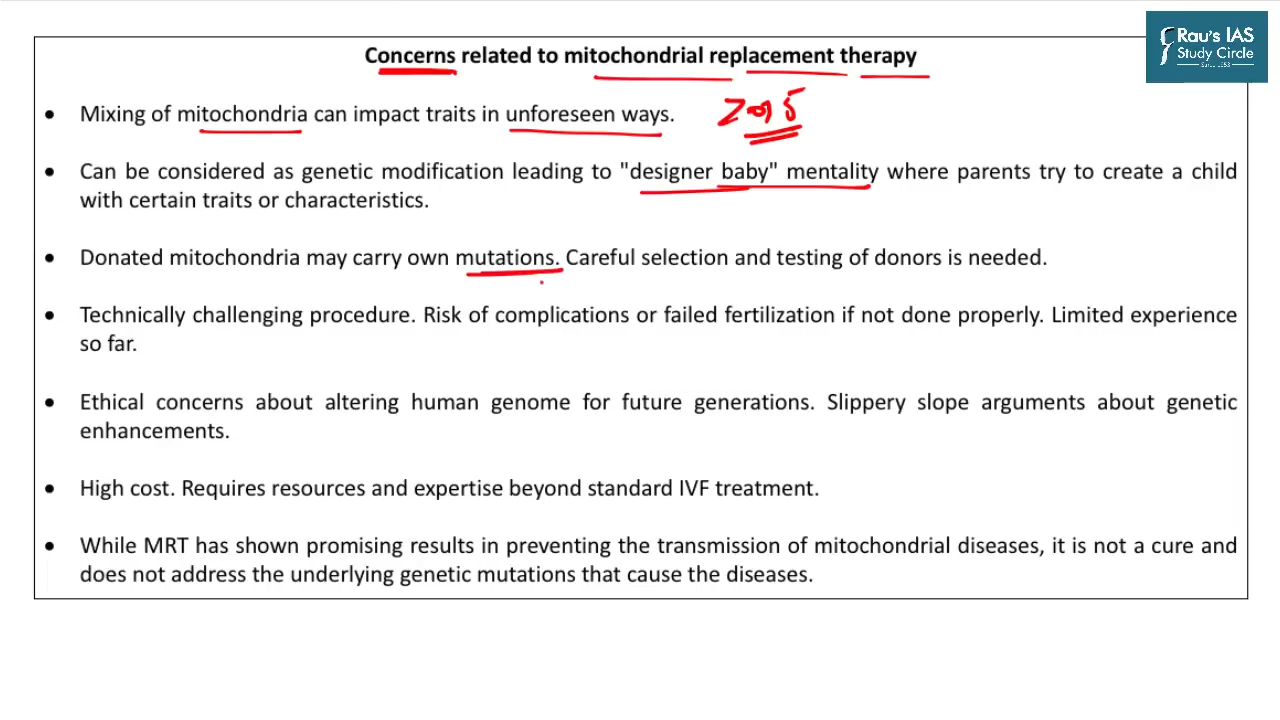 Rau's IAS
Study Circle
Concerns related to mitochondrial replacement therapy
• Mixing of mitochondria can impact traits in unforeseen ways.
• Can be considered as genetic modification leading to "designer baby" mentality where parents try to create a child
with certain traits or characteristics.
• Donated mitochondria may carry own mutations. Careful selection and testing of donors is needed.
• Technically challenging procedure. Risk of complications or failed fertilization if not done properly. Limited experience
so far.
• Ethical concerns about altering human genome for future generations. Slippery slope arguments about genetic
enhancements.
• High cost. Requires resources and expertise beyond standard IVF treatment.
• While MRT has shown promising results in preventing the transmission of mitochondrial diseases, it is not a cure and
does not address the underlying genetic mutations that cause the diseases.